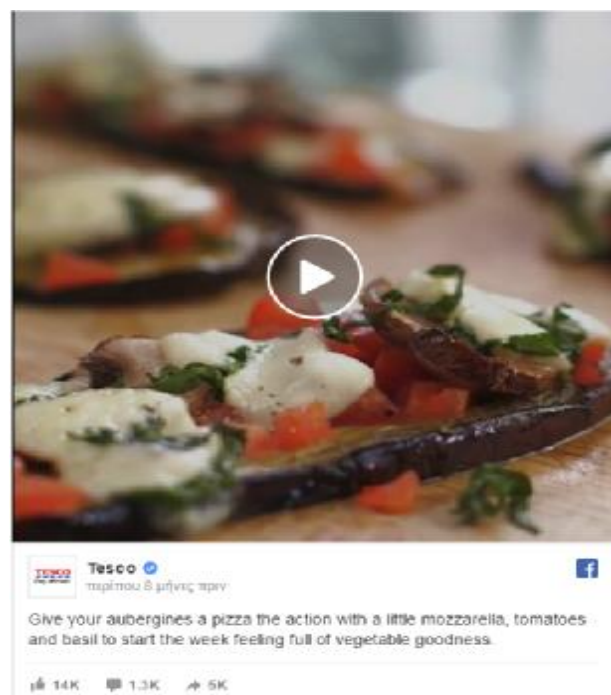 TESCO
Tesco
περίπου 8 μήνες πριν
Give your aubergines a pizza the action with a little mozzarella, tomatoes
and basil to start the week feeling full of vegetable goodness.
14K 1.3K 5K